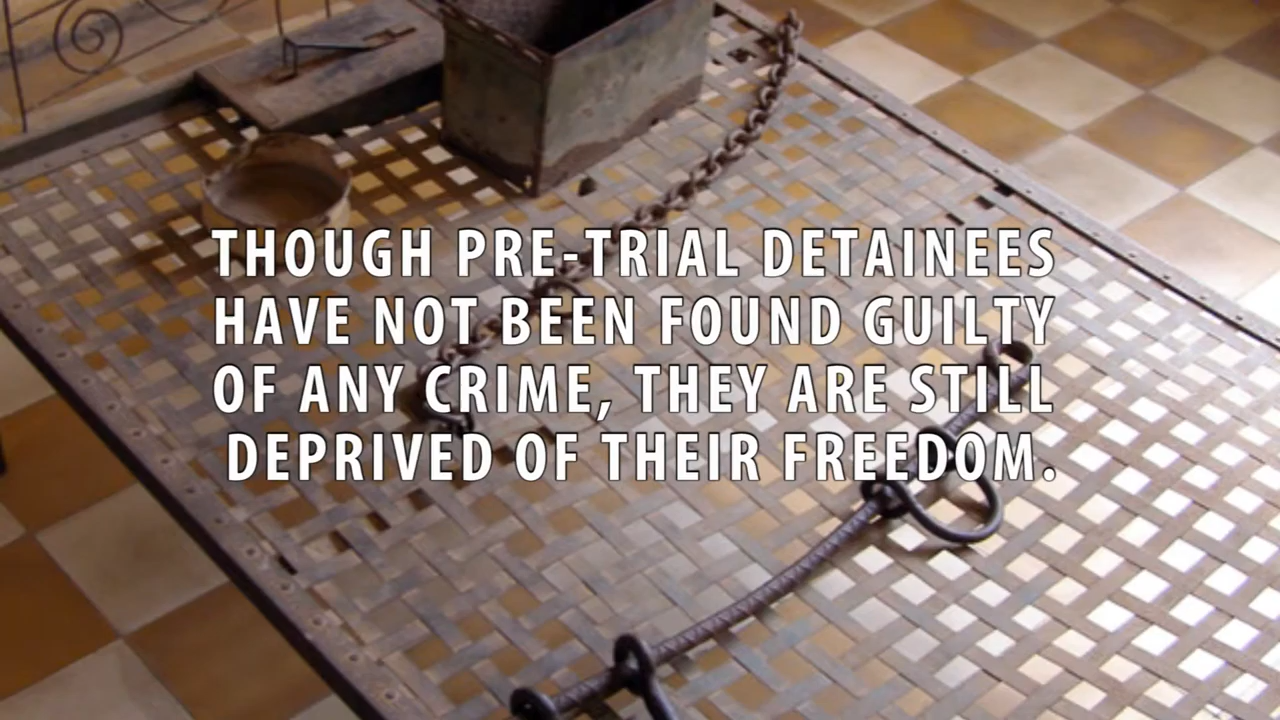 THOUGH PRE-TRIAL DETAINEES
HAVE NOT BEEN FOUND GUILTY
OF ANY CRIME, THEY ARE STILL
DEPRIVED OF THEIR FREEDOM.